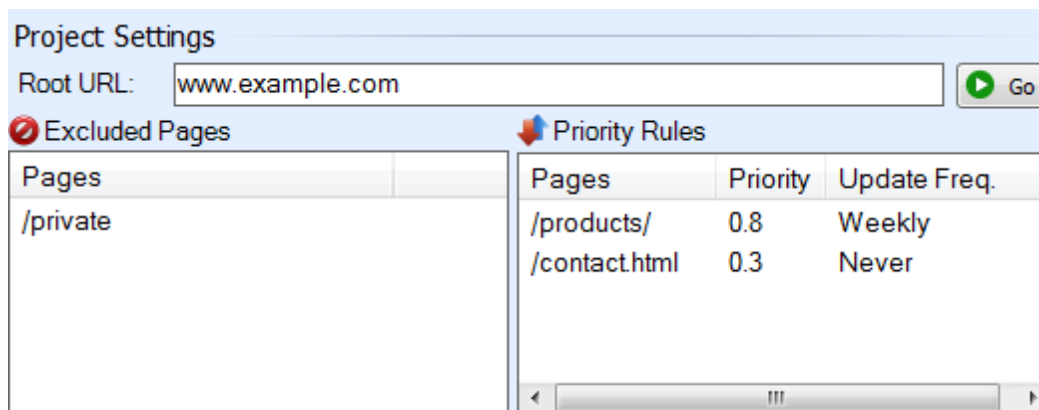 Project Settings
Root URL: www.example.com Go
Excluded Pages
Pages
/private
Priority Rules
Pages Priority Update Freq.
/products/ 0.8 Weekly
/contact.html 0.3 Never